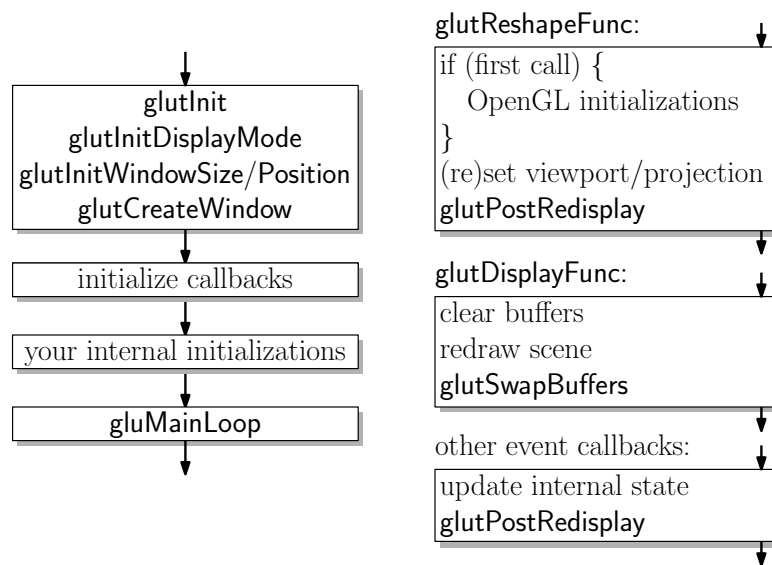 glutInit
glutInitDisplayMode
glutInitWindowSize/Position
glutCreateWindow
initialize callbacks
your internal initializations
gluMainLoop
glutReshapeFunc:
if (first call) {
OpenGL initializations
}
(re)set viewport/projection
glutPostRedisplay
glutDisplayFunc:
clear buffers
redraw scene
glutSwapBuffers
other event callbacks:
update internal state
glutPostRedisplay